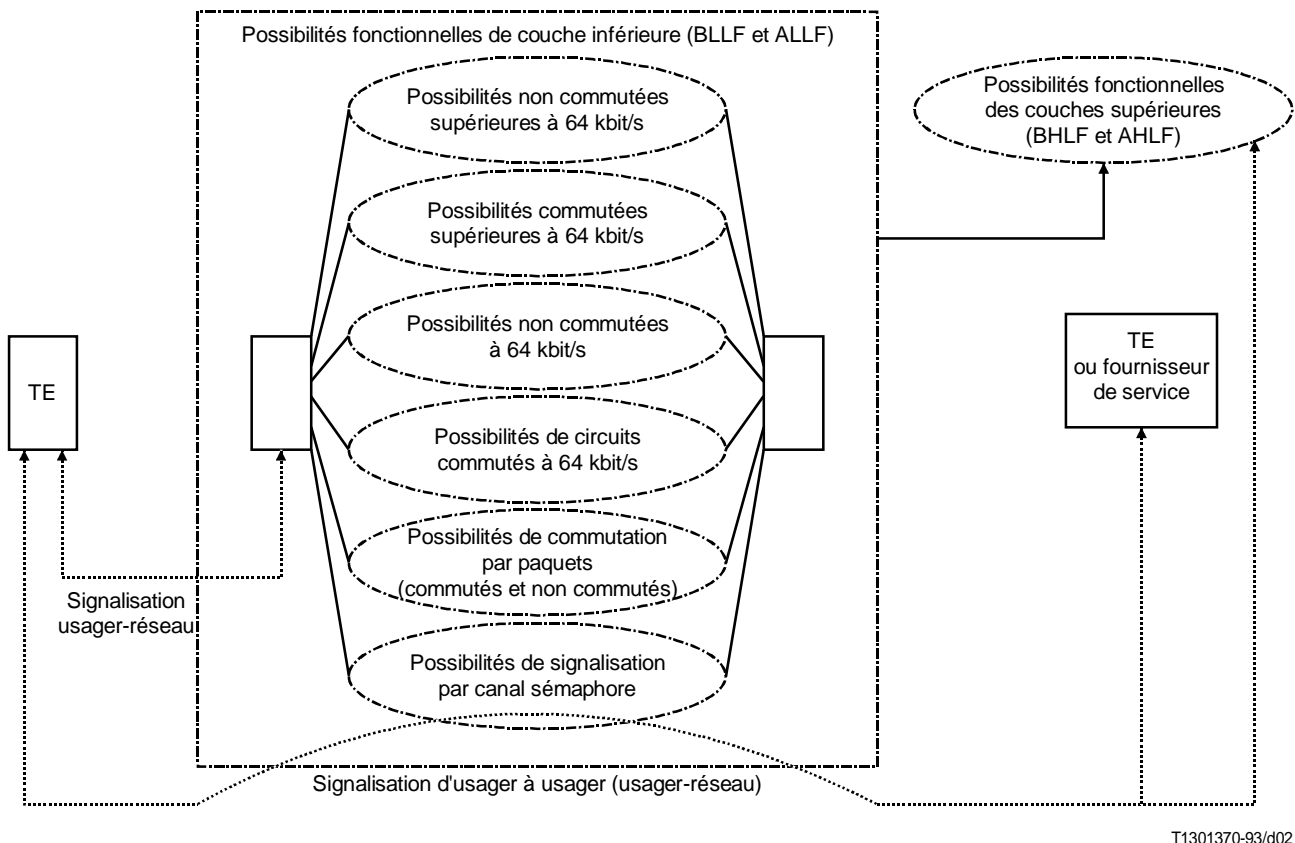 Possibilités fonctionnelles de couche inférieure (BLLF et ALLF)
Possibilités non commutées
supérieures à 64 kbit/s
Possibilités fonctionnelles
des couches supérieures
(BHLF et AHLF)
Possibilités commutées
supérieures à 64 kbit/s
Possibilités non commutées
à 64 kbit/s
TE
TE
ou fournisseur
de service
Possibilités de circuits
commutés à 64 kbit/s
Possibilités de commutation
par paquets
(commutés et non commutés)
Signalisation
usager-réseau
Possibilités de signalisation
par canal sémaphore
Signalisation d'usager à usager (usager-réseau)
T1301370-93/d02